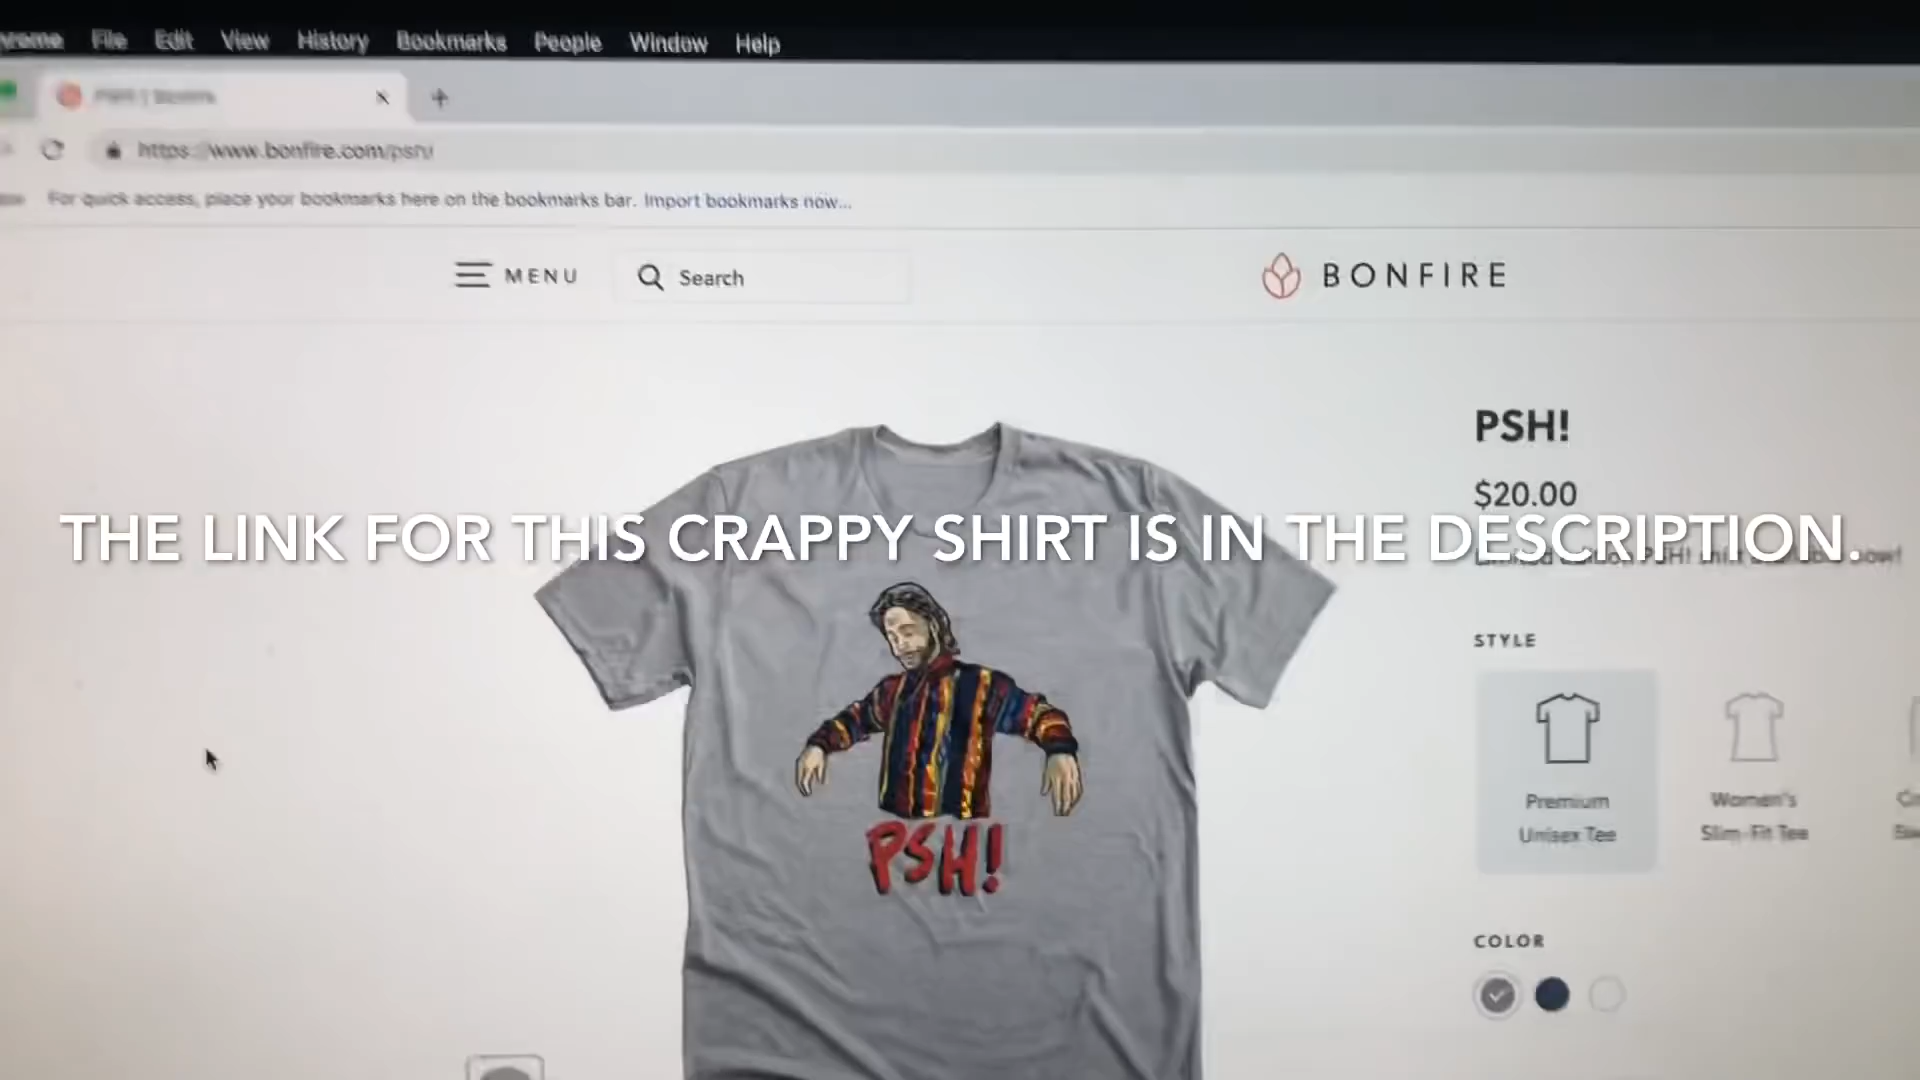 File Edit View History Bookmarks People Window Help
https://www.bonfire.com/psh/
For quick access, place your bookmarks here on the bookmarks bar. Import bookmarks now...
MENU
Search
BONFIRE
PSH!
$20.00
THE LINK FOR THIS CRAPPY SHIRT IS IN THE DESCRIPTION.
STYLE
Premium
Unisex Tee
Women's
Slim-Fit Tee
PSH!
COLOR